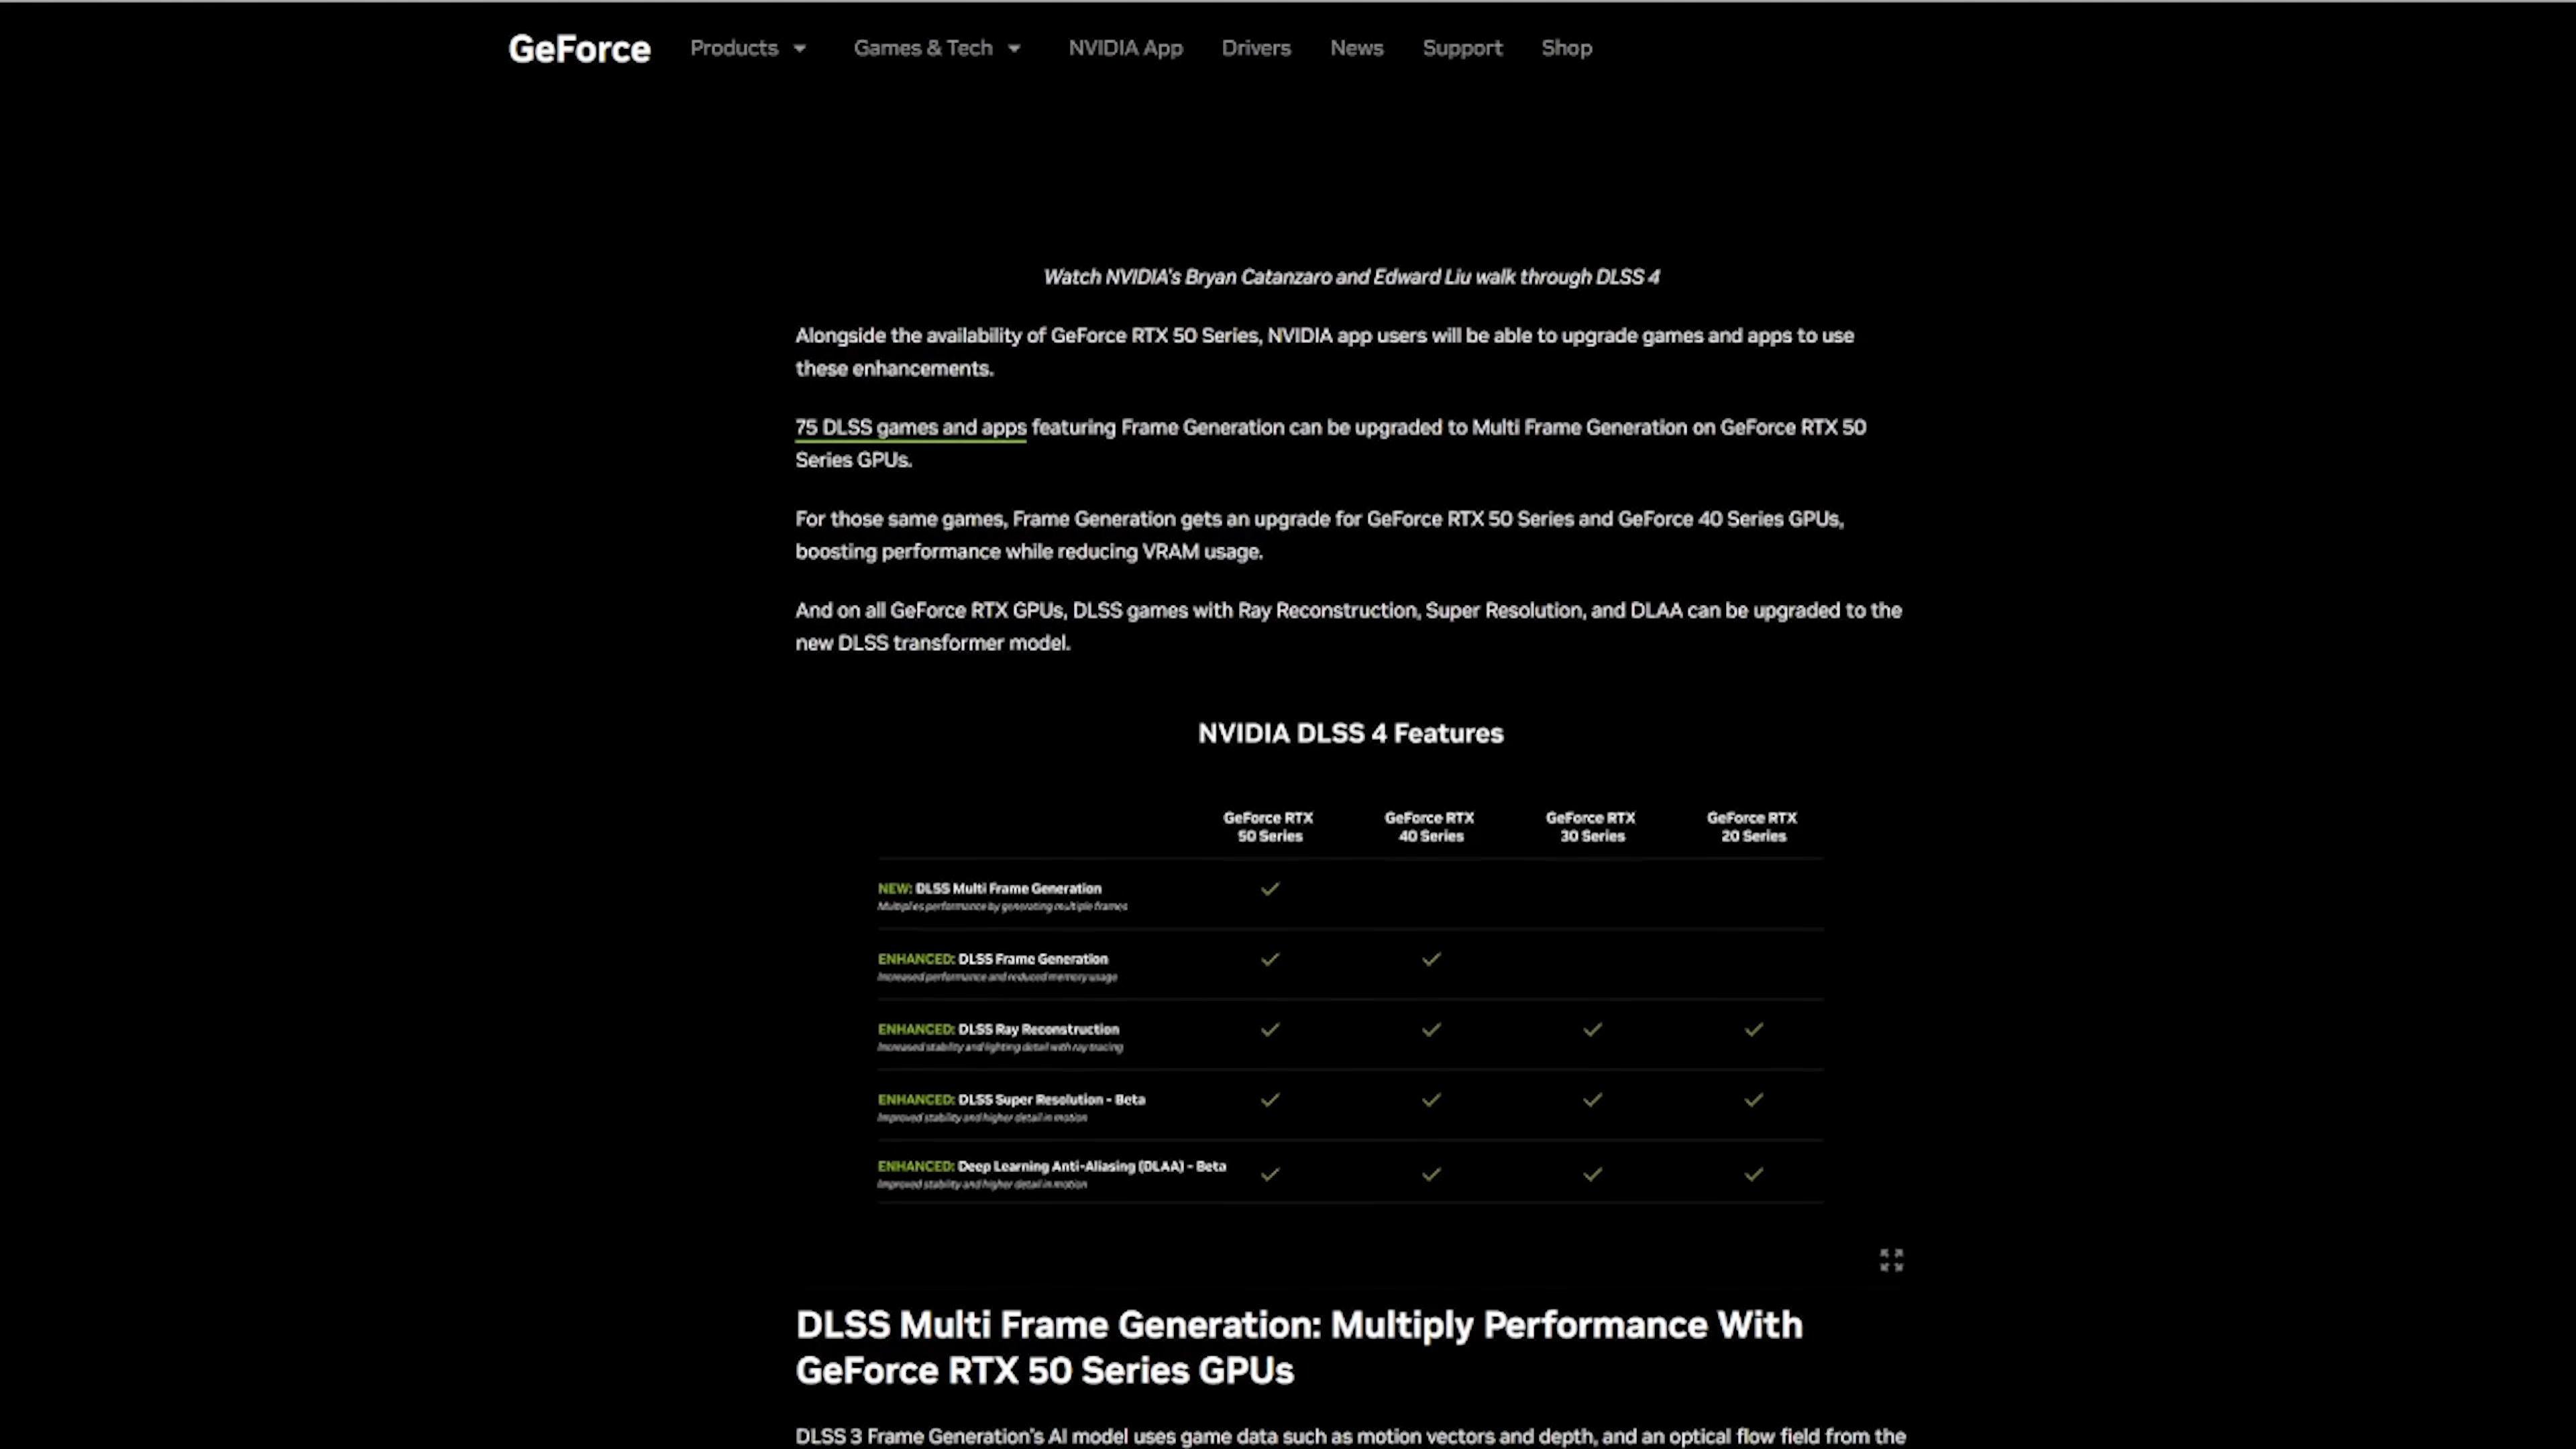 GeForce Products Games & Tech NVIDIA App Drivers News Support Shop
Watch NVIDIA's Bryan Catanzaro and Edward Liu walk through DLSS 4
Alongside the availability of GeForce RTX 50 Series, NVIDIA app users will be able to upgrade games and apps to use
these enhancements.
75 DLSS games and apps featuring Frame Generation can be upgraded to Multi Frame Generation on GeForce RTX 50
Series GPUs.
For those same games, Frame Generation gets an upgrade for GeForce RTX 50 Series and GeForce 40 Series GPUs,
boosting performance while reducing VRAM usage.
And on all GeForce RTX GPUs, DLSS games with Ray Reconstruction, Super Resolution, and DLAA can be upgraded to the
new DLSS transformer model.
NVIDIA DLSS 4 Features
GeForce RTX GeForce RTX GeForce RTX GeForce RTX
50 Series 40 Series 30 Series 20 Series
NEW: DLSS Multi Frame Generation
Multiplies performance by generating multiple frames
ENHANCED: DLSS Frame Generation
Increased performance and reduced memory usage
ENHANCED: DLSS Ray Reconstruction
Increased stability and lighting detail with ray tracing
ENHANCED: DLSS Super Resolution - Beta
Improved stability and higher detail in motion
ENHANCED: Deep Learning Anti-Aliasing (DLAA) - Beta
Improved stability and higher detail in motion
DLSS Multi Frame Generation: Multiply Performance With
GeForce RTX 50 Series GPUs
DLSS 3 Frame Generation's AI model uses game data such as motion vectors and depth, and an optical flow field from the